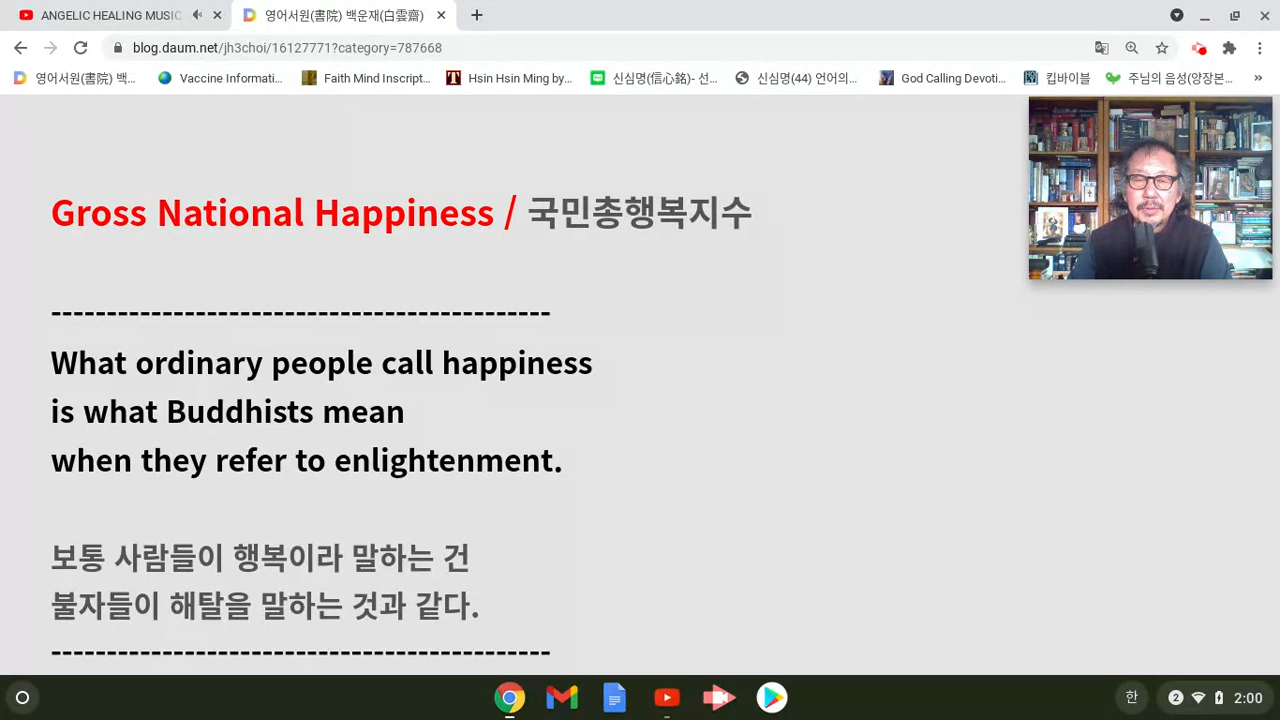 ANGELIC HEALING MUSIC
영어서원(書院) 백운재(白雲齋)
blog.daum.net/jh3choi/16127771?category=787668
영어서원(書院) 백...
Vaccine Informati...
Faith Mind Inscript...
Hsin Hsin Ming by...
신심명(信心銘)- 선...
신심명(44) 언어의...
God Calling Devoti...
킵바이블
주님의 음성(양장본...
»
Gross National Happiness / 국민총행복지수
-------------------------------------------
What ordinary people call happiness
is what Buddhists mean
when they refer to enlightenment.
보통 사람들이 행복이라 말하는 건
불자들이 해탈을 말하는 것과 같다.
-------------------------------------------
한
2
2:00